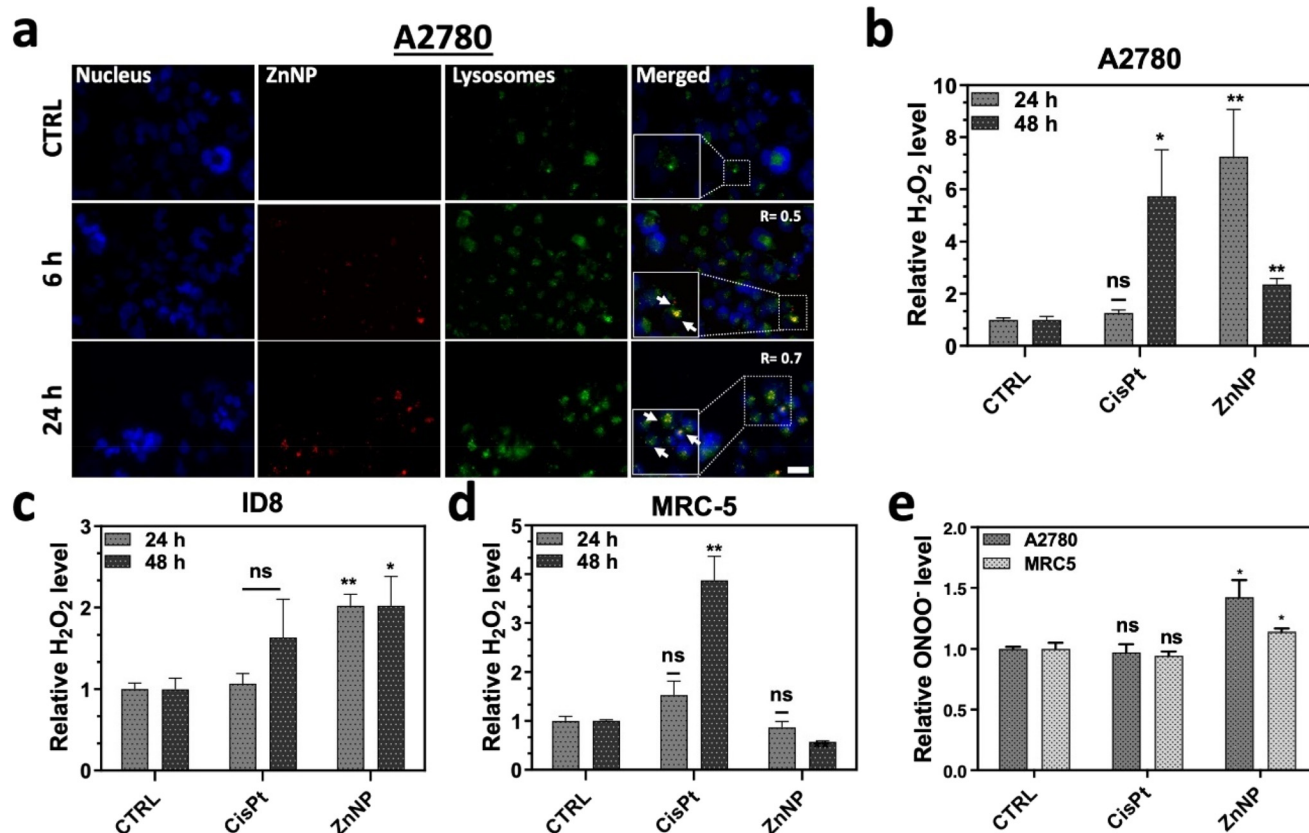 a
A2780
Nucleus ZnNP Lysosomes Merged
CTRL
6 h
R= 0.5
24 h
R= 0.7
b
A2780
24 h
48 h
Relative H₂O₂ level
10
8
6
4
2
0
ns
*
**
**
CTRL CisPt ZnNP
c
ID8
24 h
48 h
Relative H₂O₂ level
3
2
1
0
ns
**
*
CTRL CisPt ZnNP
d
MRC-5
24 h
48 h
Relative H₂O₂ level
5
4
3
2
1
0
ns
**
ns
**
CTRL CisPt ZnNP
e
A2780
MRC5
Relative ONOO⁻ level
2.0
1.5
1.0
0.5
0.0
ns
ns
*
*
CTRL CisPt ZnNP